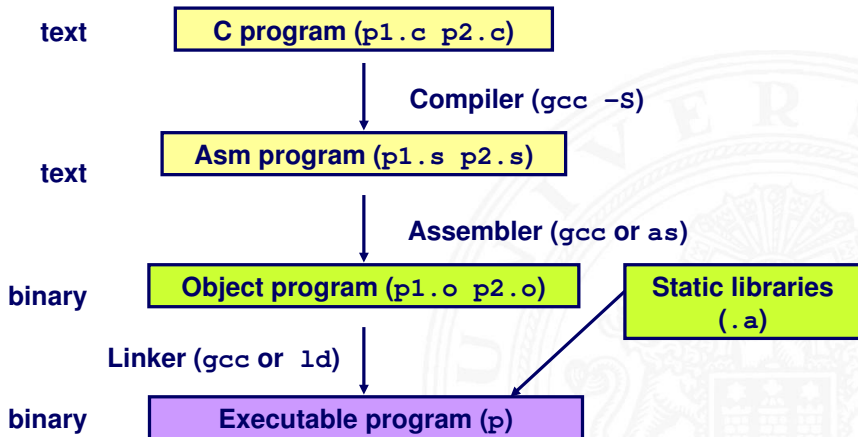 text
C program (p1.c p2.c)
Compiler (gcc –S)
text
Asm program (p1.s p2.s)
Assembler (gcc or as)
binary
Object program (p1.o p2.o)
Static libraries
(.a)
Linker (gcc or ld)
binary
Executable program (p)
U N I V E R